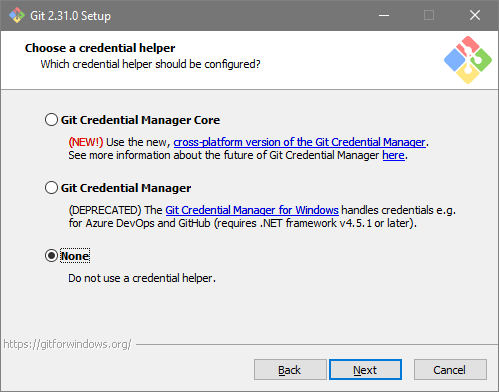 Git 2.31.0 Setup
Choose a credential helper
Which credential helper should be configured?
Git Credential Manager Core
(NEW!) Use the new, cross-platform version of the Git Credential Manager.
See more information about the future of Git Credential Manager here.
Git Credential Manager
(DEPRECATED) The Git Credential Manager for Windows handles credentials e.g.
for Azure DevOps and GitHub (requires .NET framework v4.5.1 or later).
None
Do not use a credential helper.
https://gitforwindows.org/
Back Next Cancel